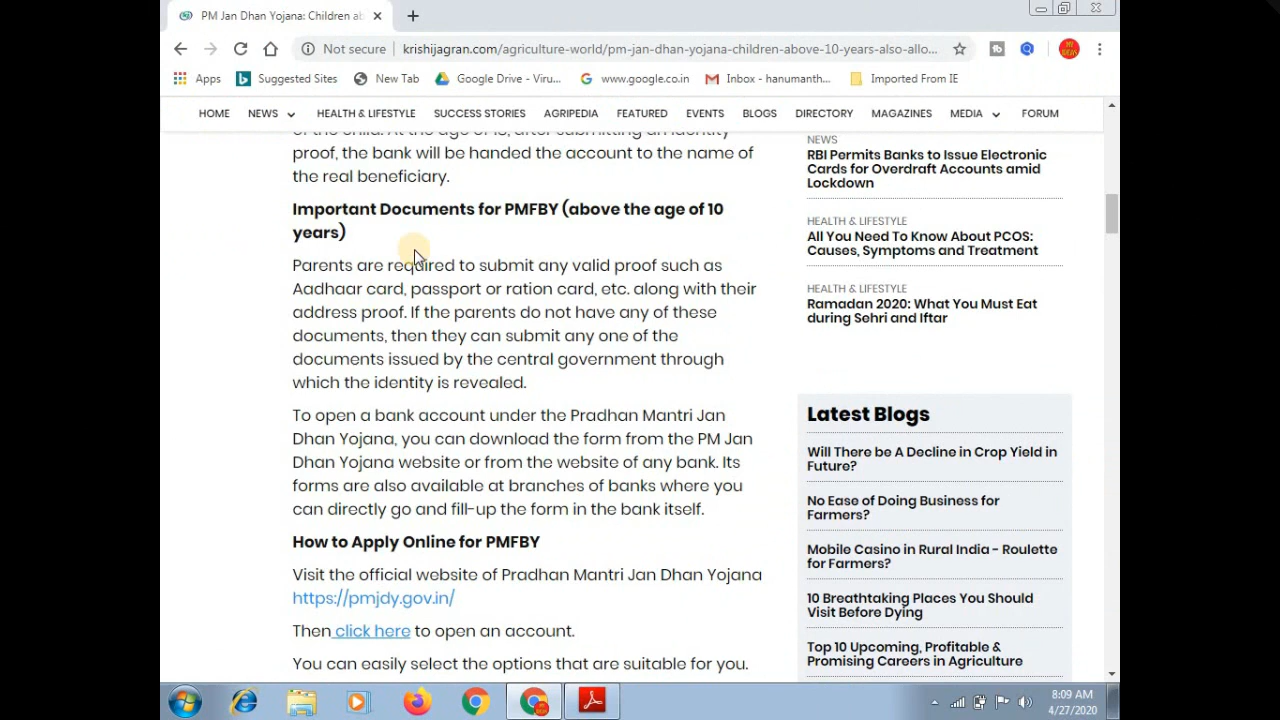 PM Jan Dhan Yojana: Children ab
Not secure | krishijagran.com/agriculture-world/pm-jan-dhan-yojana-children-above-10-years-also-allo...
Apps
Suggested Sites
New Tab
Google Drive - Viru...
www.google.co.in
Inbox - hanumanth...
Imported From IE
HOME
NEWS
HEALTH & LIFESTYLE
SUCCESS STORIES
AGRIPEDIA
FEATURED
EVENTS
BLOGS
DIRECTORY
MAGAZINES
MEDIA
FORUM
of the child. At the age of 18, after submitting an identity
proof, the bank will be handed the account to the name of
the real beneficiary.
Important Documents for PMFBY (above the age of 10
years)
Parents are required to submit any valid proof such as
Aadhaar card, passport or ration card, etc. along with their
address proof. If the parents do not have any of these
documents, then they can submit any one of the
documents issued by the central government through
which the identity is revealed.
To open a bank account under the Pradhan Mantri Jan
Dhan Yojana, you can download the form from the PM Jan
Dhan Yojana website or from the website of any bank. Its
forms are also available at branches of banks where you
can directly go and fill-up the form in the bank itself.
How to Apply Online for PMFBY
Visit the official website of Pradhan Mantri Jan Dhan Yojana
https://pmjdy.gov.in/
Then click here to open an account.
You can easily select the options that are suitable for you.
NEWS
RBI Permits Banks to Issue Electronic
Cards for Overdraft Accounts amid
Lockdown
HEALTH & LIFESTYLE
All You Need To Know About PCOS:
Causes, Symptoms and Treatment
HEALTH & LIFESTYLE
Ramadan 2020: What You Must Eat
during Sehri and Iftar
Latest Blogs
Will There be A Decline in Crop Yield in
Future?
No Ease of Doing Business for
Farmers?
Mobile Casino in Rural India - Roulette
for Farmers?
10 Breathtaking Places You Should
Visit Before Dying
Top 10 Upcoming, Profitable &
Promising Careers in Agriculture
8:09 AM
4/27/2020